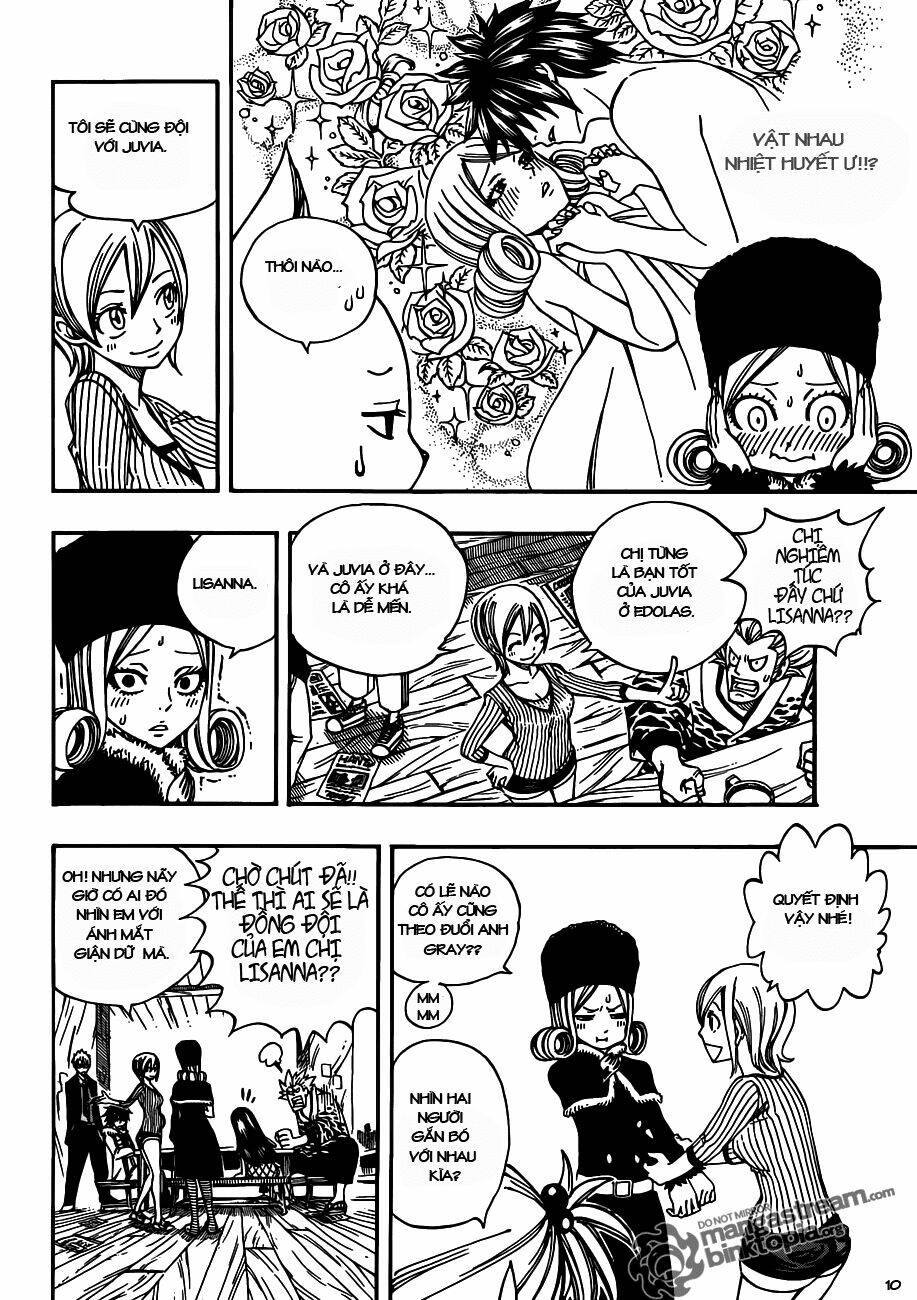 VẬT NHAU
NHIỆT HUYẾT Ư!!?
THÔI NÀO...
TÔI SẼ CÙNG ĐỘI
VỚI JUVIA.
CHỊ
NGHIÊM
TÚC
ĐẤY CHỨ
LISANNA??
CHỊ TỪNG
LÀ BẠN TỐT
CỦA JUVIA
Ở EDOLAS.
VÀ JUVIA Ở ĐÂY...
CÔ ẤY KHÁ
LÀ DỄ MẾN.
LISANNA.
QUYẾT ĐỊNH
VẬY NHÉ!
CÓ LẼ NÀO
CÔ ẤY CŨNG
THEO ĐUỔI ANH
GRAY??
MM
MM
NHÌN HAI
NGƯỜI
GẮN BÓ
VỚI NHAU
KÌA?
CHỜ CHÚT ĐÃ!!
THẾ THÌ AI SẼ LÀ
ĐỒNG ĐỘI
CỦA EM CHỊ
LISANNA??
OH! NHƯNG NÃY
GIỜ CÓ AI ĐÓ
NHÌN EM VỚI
ÁNH MẮT
GIẬN DỮ MÀ.
DO NOT MIRROR
mangastream.com
binktopia.org
10